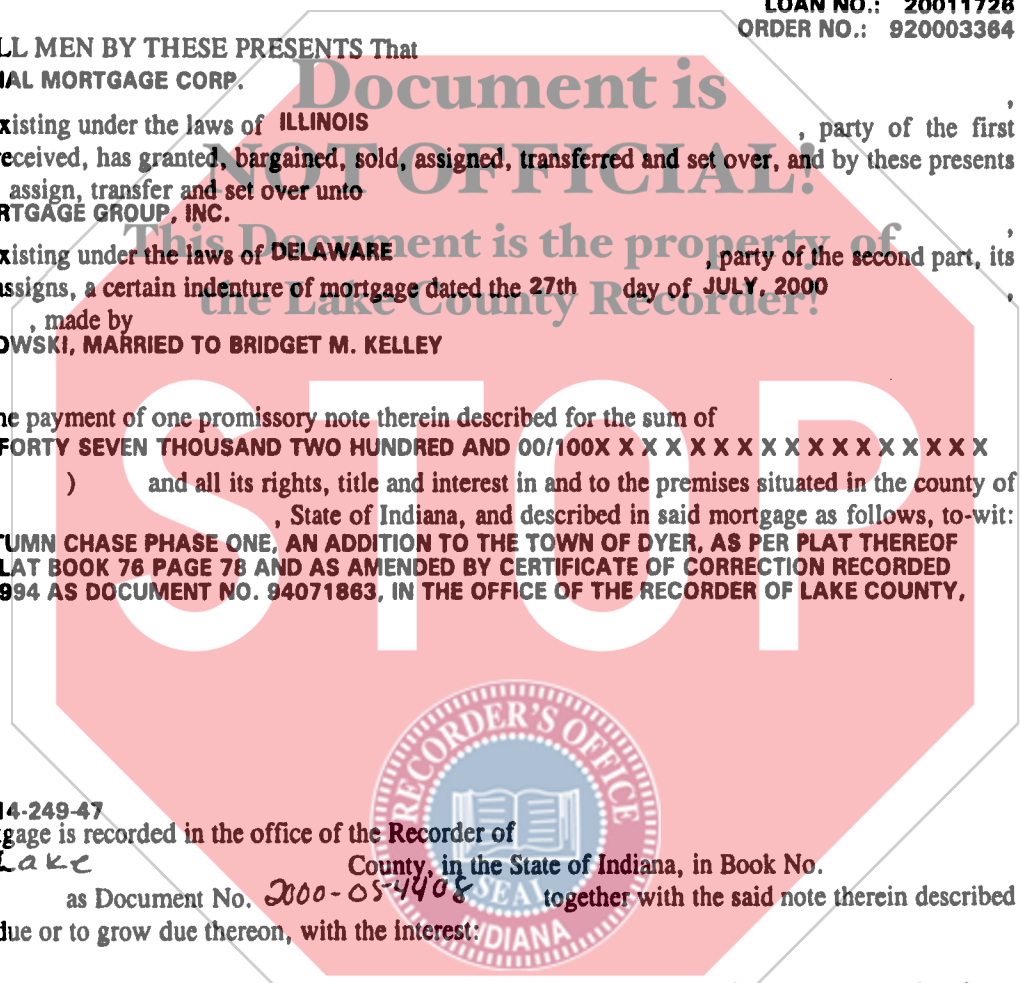 LOAN NO.: 20011726
ORDER NO.: 920003364
LL MEN BY THESE PRESENTS That
IAL MORTGAGE CORP.
,
xisting under the laws of ILLINOIS , party of the first
eceived, has granted, bargained, sold, assigned, transferred and set over, and by these presents
assign, transfer and set over unto
RTGAGE GROUP, INC.
,
xisting under the laws of DELAWARE , party of the second part, its
assigns, a certain indenture of mortgage dated the 27th day of JULY, 2000 ,
, made by
OWSKI, MARRIED TO BRIDGET M. KELLEY
ne payment of one promissory note therein described for the sum of
FORTY SEVEN THOUSAND TWO HUNDRED AND 00/100X X X X X X X X X X X X X X X X X
) and all its rights, title and interest in and to the premises situated in the county of
, State of Indiana, and described in said mortgage as follows, to-wit:
TUMN CHASE PHASE ONE, AN ADDITION TO THE TOWN OF DYER, AS PER PLAT THEREOF
LAT BOOK 76 PAGE 78 AND AS AMENDED BY CERTIFICATE OF CORRECTION RECORDED
994 AS DOCUMENT NO. 94071863, IN THE OFFICE OF THE RECORDER OF LAKE COUNTY,
14-249-47
gage is recorded in the office of the Recorder of
Lake County, in the State of Indiana, in Book No.
as Document No. 2000-054408 together with the said note therein described
due or to grow due thereon, with the interest:
Document is
NOT OFFICIAL!
This Document is the property of
the Lake County Recorder!
STOP
RECORDER'S OFFICE
SEAL
INDIANA